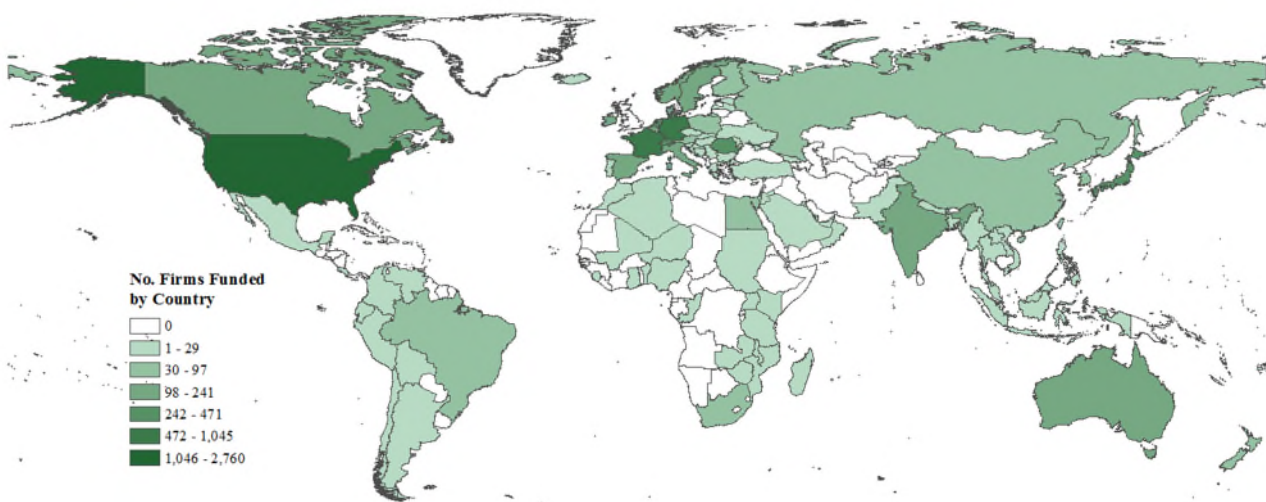 No. Firms Funded
by Country
0
1 - 29
30 - 97
98 - 241
242 - 471
472 - 1,045
1,046 - 2,760